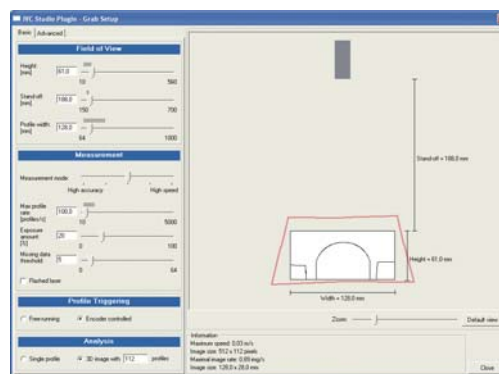 IVC Studio Plugin - Grab Setup
Basic
Advanced
Field of View
Height
[mm]
61,0
10
560
Stand off
[mm]
186,0
150
700
Profile width
[mm]
128,0
64
1000
Measurement
Measurement mode
High accuracy
High speed
Max profile
rate
[profiles/s]
100,0
10
5000
Exposure
amount
[%]
20
0
100
Missing data
threshold
5
0
64
Flashed laser
Profile Triggering
Free-running
Encoder controlled
Analysis
Single profile
3D image with
112
profiles
Stand off = 186,0 mm
Height = 61,0 mm
Width = 128,0 mm
Zoom
Default view
Information
Maximum speed: 0,03 m/s
Image size: 512 x 112 pixels
Maximal image rate: 0,89 img/s
Image size: 128,0 x 28,0 mm
Close